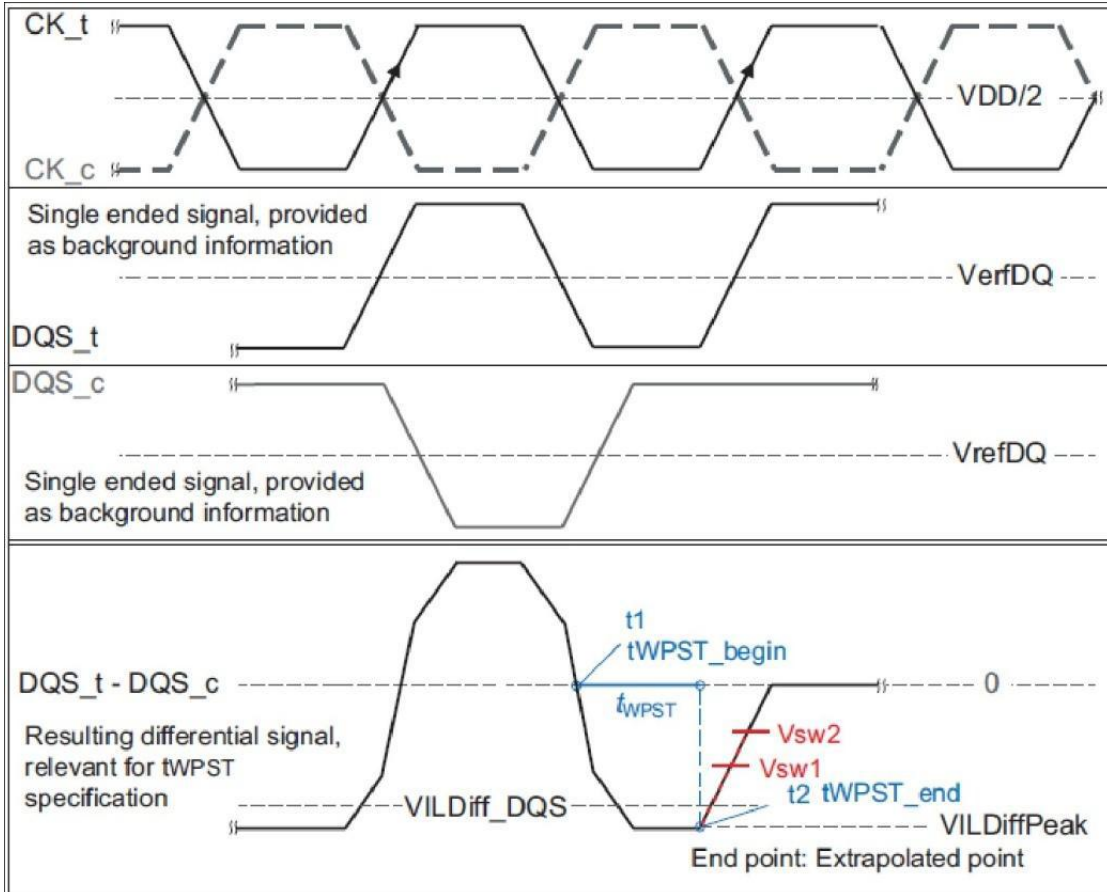 CK_t
VDD/2
CK_c
Single ended signal, provided
as background information
VerfDQ
DQS_t
DQS_c
VrefDQ
Single ended signal, provided
as background information
t1
tWPST_begin
DQS_t - DQS_c
0
tWPST
Resulting differential signal,
relevant for tWPST
specification
Vsw2
Vsw1
VILDiff_DQS
t2 tWPST_end
VILDiffPeak
End point: Extrapolated point